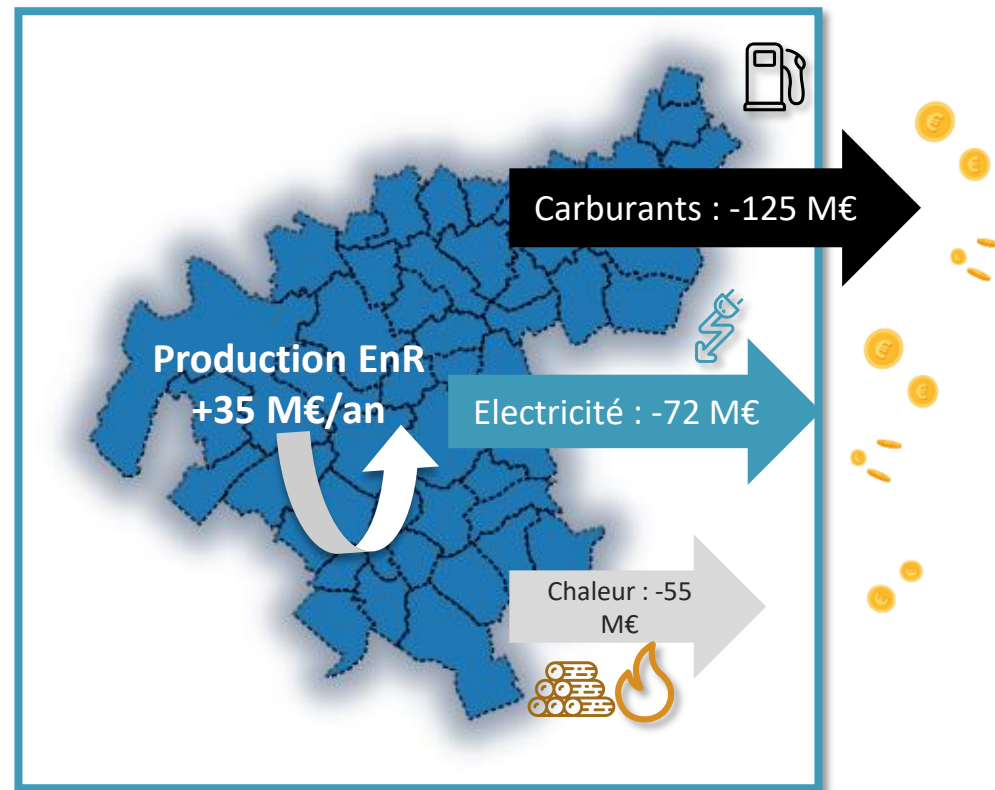 Carburants : -125 M€
Production EnR
+35 M€/an
Electricité : -72 M€
Chaleur : -55
M€